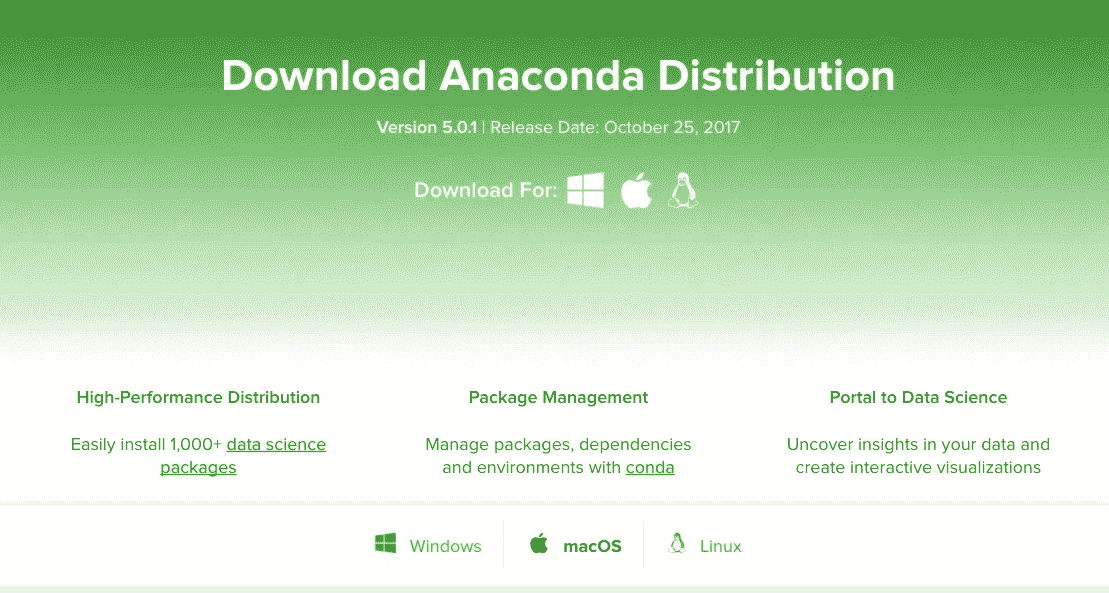 Download Anaconda Distribution
Version 5.0.1 | Release Date: October 25, 2017
Download For:
High-Performance Distribution
Easily install 1,000+ data science
packages
Package Management
Manage packages, dependencies
and environments with conda
Portal to Data Science
Uncover insights in your data and
create interactive visualizations
Windows
macOS
Linux